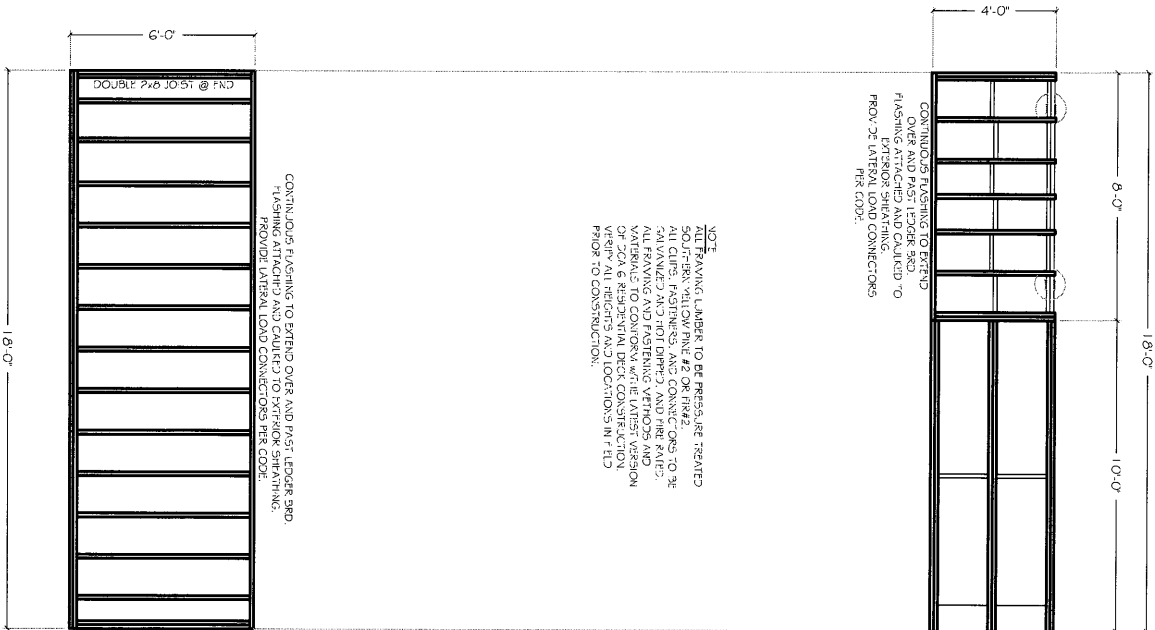 6'-0"
4'-0"
DOUBLE 2x8 JOIST @ END
18'-0"
8'-0"
18'-0"
10'-0"
CONTINUOUS FLASHING TO EXTEND
OVER AND PAST LEDGER BRD.
FLASHING ATTACHED AND CAULKED TO
EXTERIOR SHEATHING.
PROVIDE LATERAL LOAD CONNECTORS
PER CODE.
NOTE
ALL FRAMING LUMBER TO BE PRESSURE TREATED
SOUTHERN YELLOW PINE #2 OR FIR#2.
ALL CLIPS, FASTENERS, AND CONNECTORS TO BE
GALVANIZED AND HOT DIPPED, AND FIRE RATED.
ALL FRAMING AND FASTENING METHODS AND
MATERIALS TO CONFORM w/THE LATEST VERSION
OF DCA 6 RESIDENTIAL DECK CONSTRUCTION.
VERIFY ALL HEIGHTS AND LOCATIONS IN FIELD
PRIOR TO CONSTRUCTION.
CONTINUOUS FLASHING TO EXTEND OVER AND PAST LEDGER BRD.
FLASHING ATTACHED AND CAULKED TO EXTERIOR SHEATHING.
PROVIDE LATERAL LOAD CONNECTORS PER CODE.